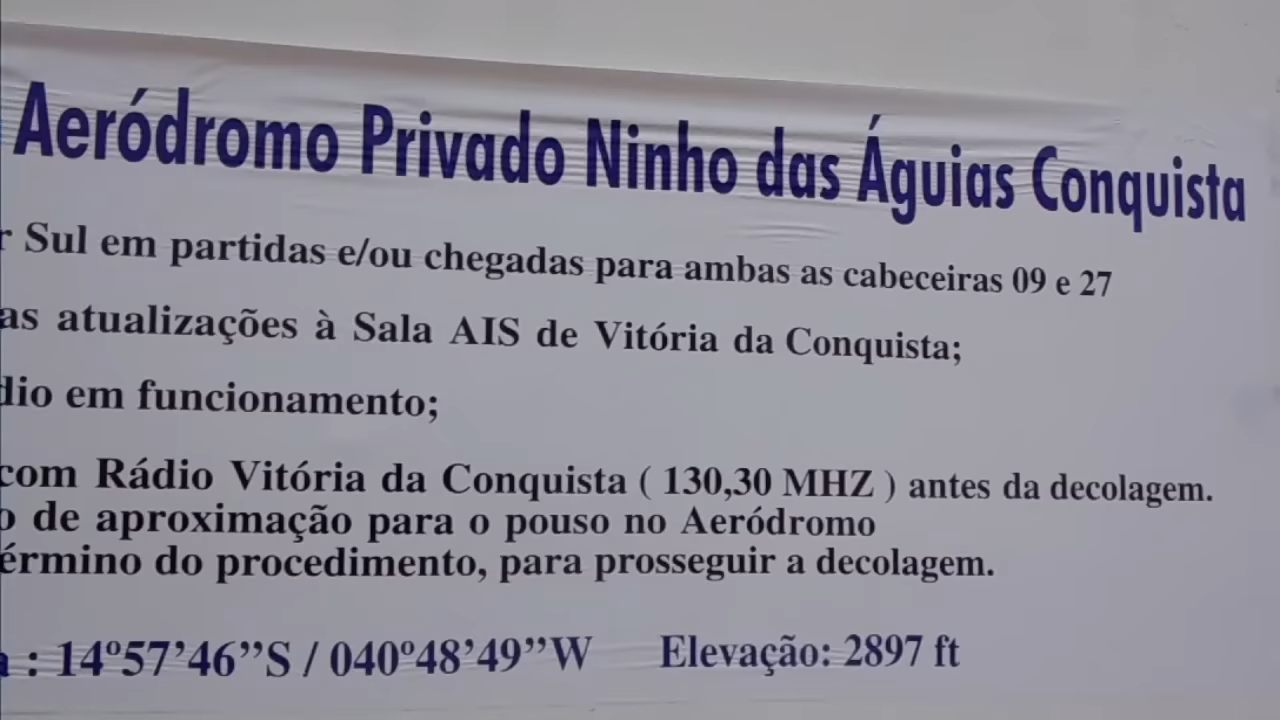 Aeródromo Privado Ninho das Águias Conquista
Sul em partidas e/ou chegadas para ambas as cabeceiras 09 e 27
as atualizações à Sala AIS de Vitória da Conquista;
em funcionamento;
com Rádio Vitória da Conquista ( 130,30 MHZ ) antes da decolagem.
de aproximação para o pouso no Aeródromo
do procedimento, para prosseguir a decolagem.
: 14º57’46’’S / 040º48’49’’W Elevação: 2897 ft